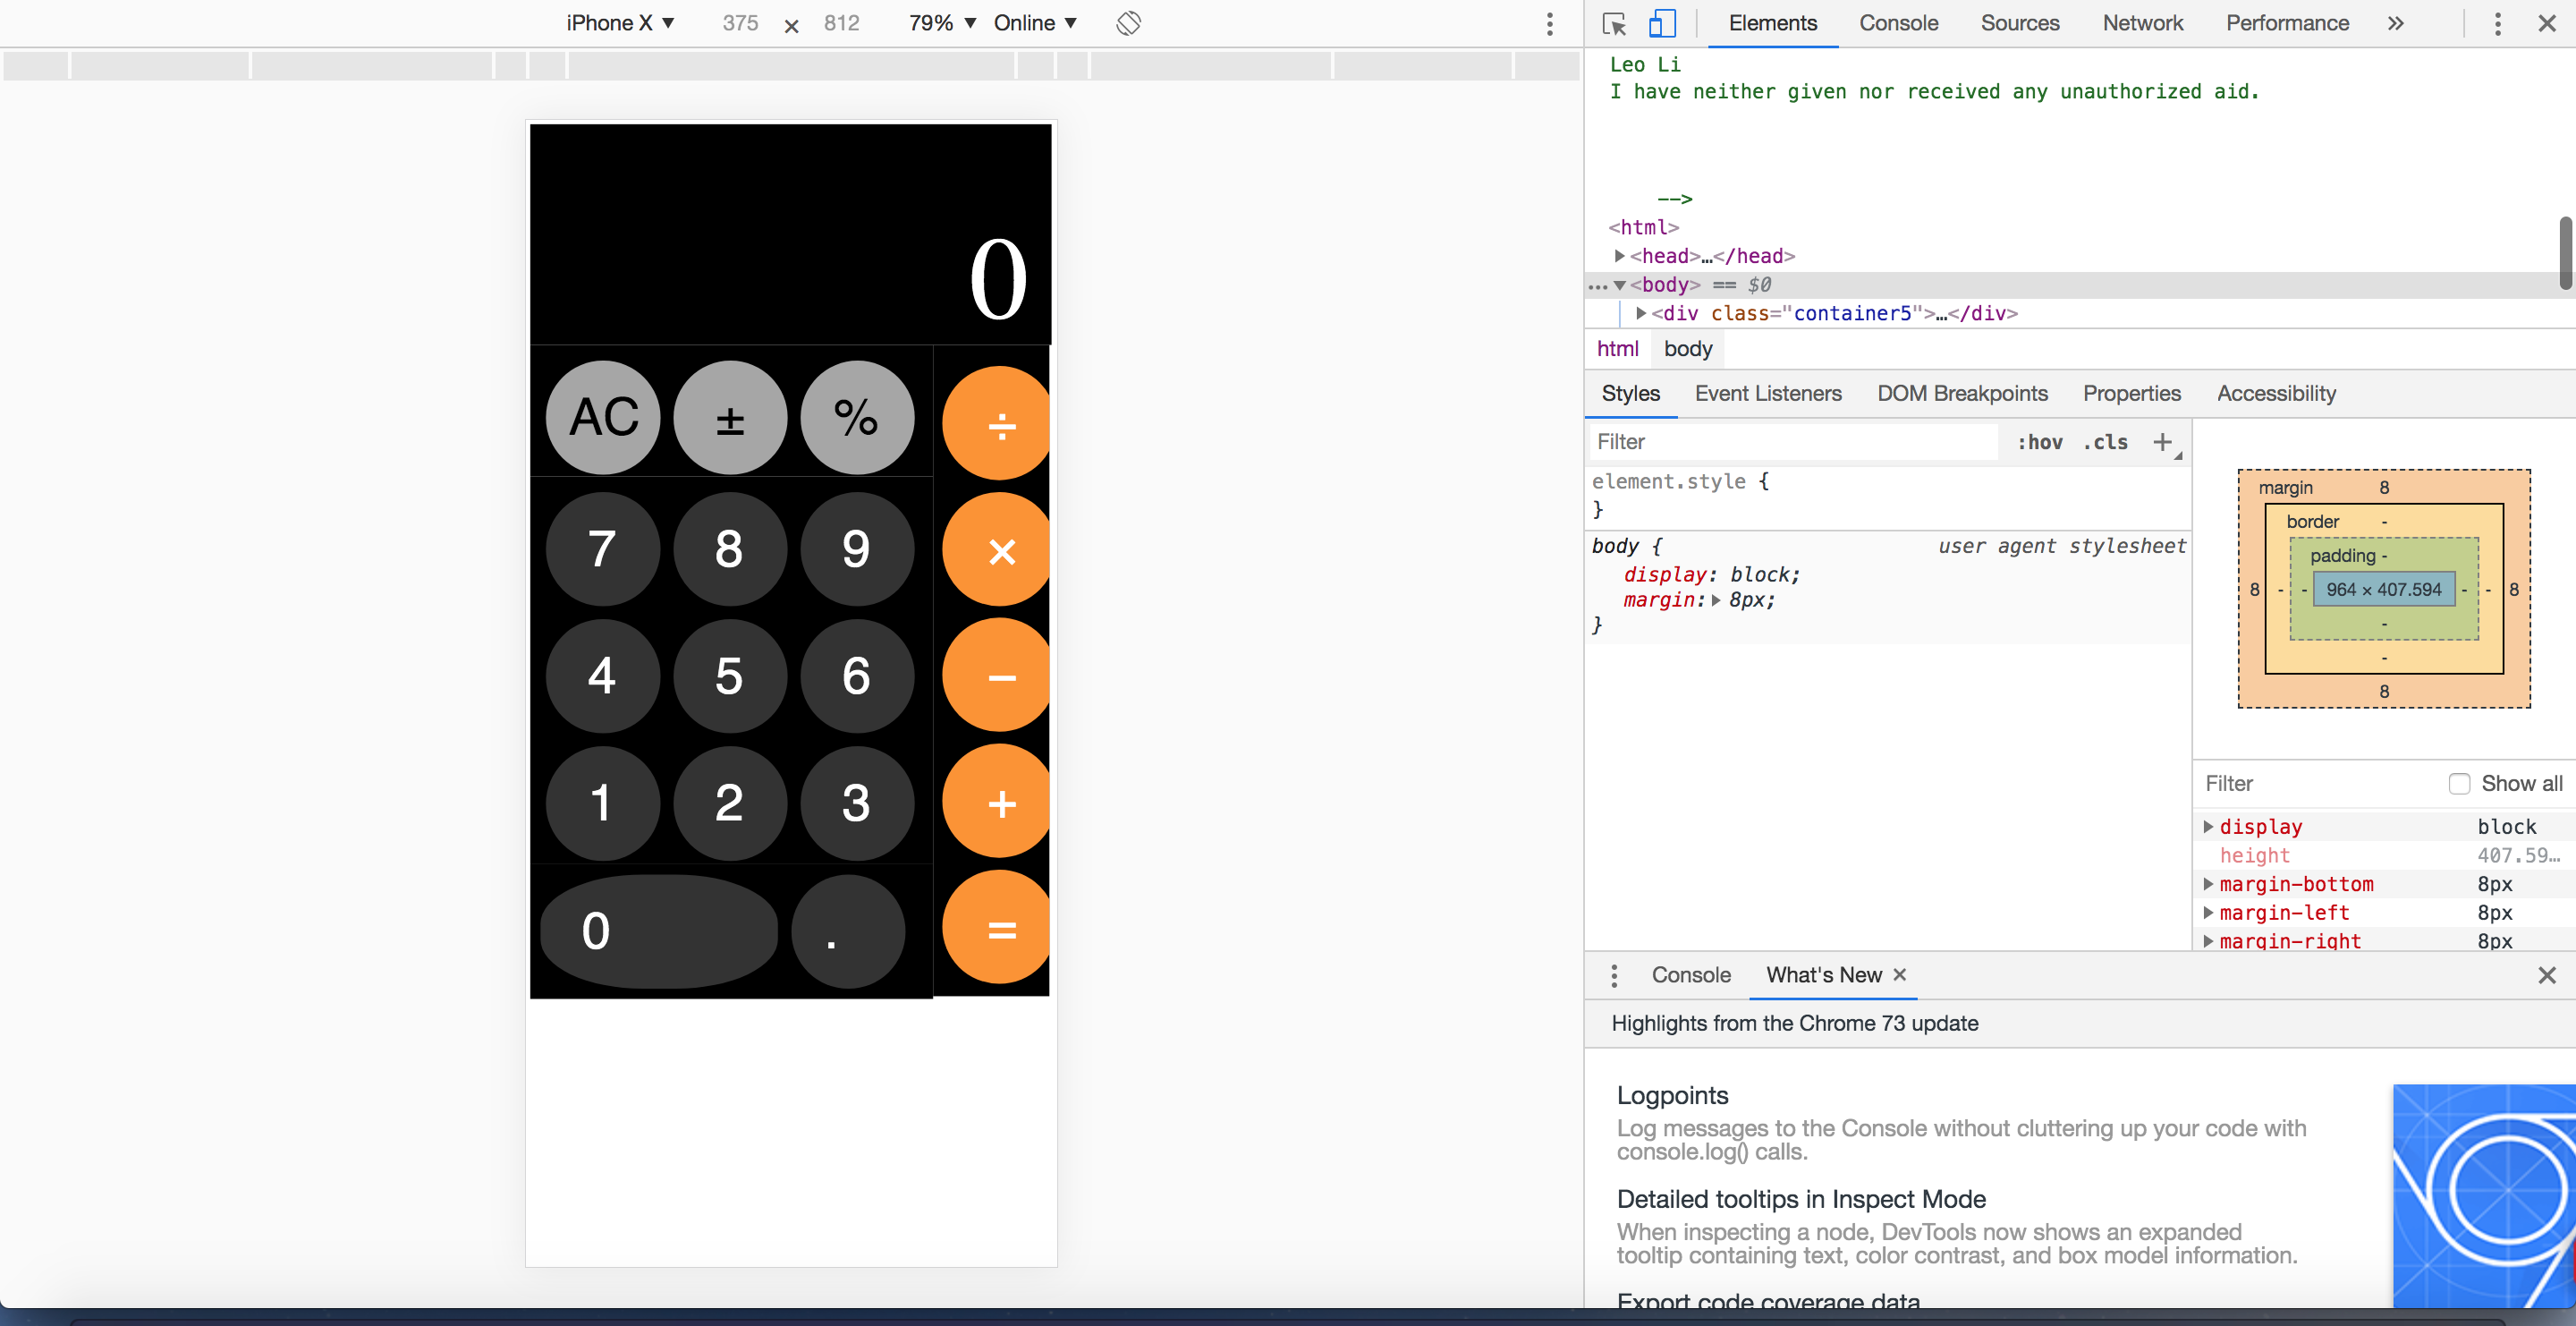 iPhone X ▼ 375 × 812 79% ▼ Online ▼
0
AC ± % ÷
7 8 9 ×
4 5 6 −
1 2 3 +
0 . =
Elements Console Sources Network Performance »
Leo Li
I have neither given nor received any unauthorized aid.
-->
<html>
▶<head>…</head>
…▼<body> == $0
▶<div class="container5">…</div>
html body
Styles Event Listeners DOM Breakpoints Properties Accessibility
Filter :hov .cls +
element.style {
}
body { user agent stylesheet
display: block;
margin:▶ 8px;
}
margin 8
border -
padding -
8 - - 964 × 407.594 - - 8
-
-
8
Filter Show all
▶display block
height 407.59…
▶margin-bottom 8px
▶margin-left 8px
▶margin-right 8px
Console What's New ×
Highlights from the Chrome 73 update
Logpoints
Log messages to the Console without cluttering up your code with
console.log() calls.
Detailed tooltips in Inspect Mode
When inspecting a node, DevTools now shows an expanded
tooltip containing text, color contrast, and box model information.
Export code coverage data